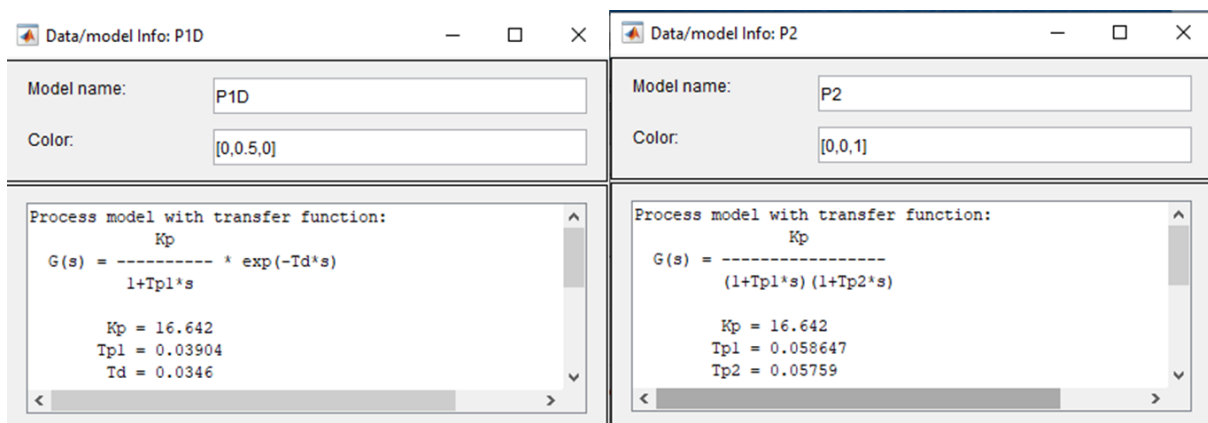 Data/model Info: P1D
Model name:
P1D
Color:
[0,0.5,0]
Process model with transfer function:
Kp
G(s) = ---------- * exp(-Td*s)
1+Tp1*s
Kp = 16.642
Tp1 = 0.03904
Td = 0.0346
Data/model Info: P2
Model name:
P2
Color:
[0,0,1]
Process model with transfer function:
Kp
G(s) = -----------------
(1+Tp1*s)(1+Tp2*s)
Kp = 16.642
Tp1 = 0.058647
Tp2 = 0.05759